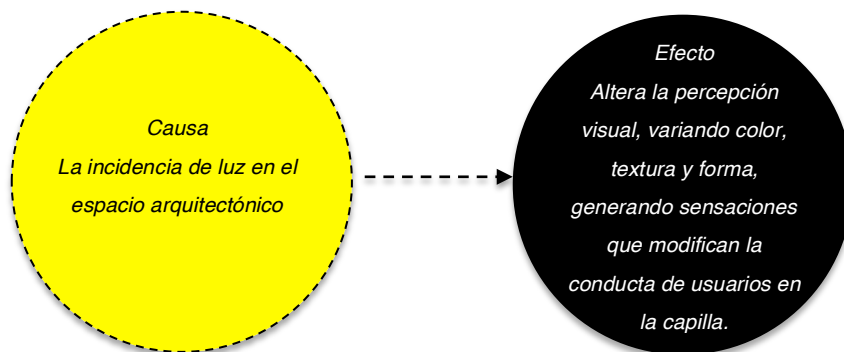 Causa
La incidencia de luz en el
espacio arquitectónico
Efecto
Altera la percepción
visual, variando color,
textura y forma,
generando sensaciones
que modifican la
conducta de usuarios en
la capilla.